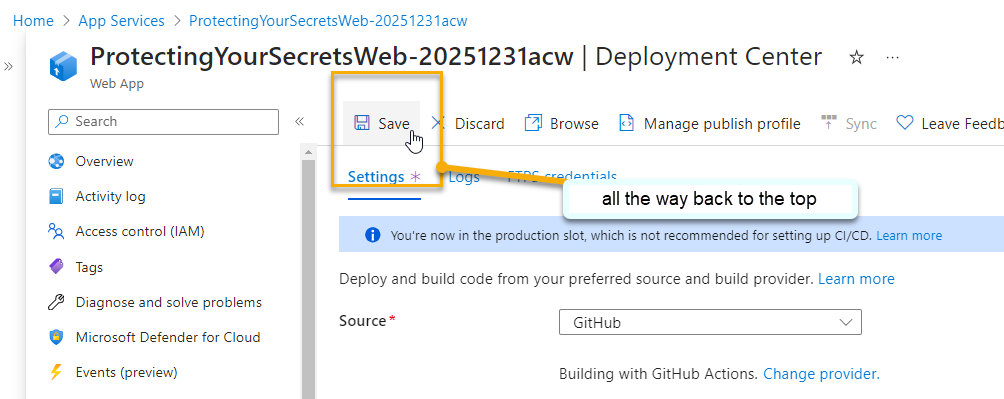 Home > App Services > ProtectingYourSecretsWeb-20251231acw
ProtectingYourSecretsWeb-20251231acw | Deployment Center
Web App
Search
Save
Discard
Browse
Manage publish profile
Sync
Leave Feedb
Overview
Activity log
Access control (IAM)
Tags
Diagnose and solve problems
Microsoft Defender for Cloud
Events (preview)
Settings *
Logs
FTPS credentials
all the way back to the top
You're now in the production slot, which is not recommended for setting up CI/CD. Learn more
Deploy and build code from your preferred source and build provider. Learn more
Source*
GitHub
Building with GitHub Actions. Change provider.